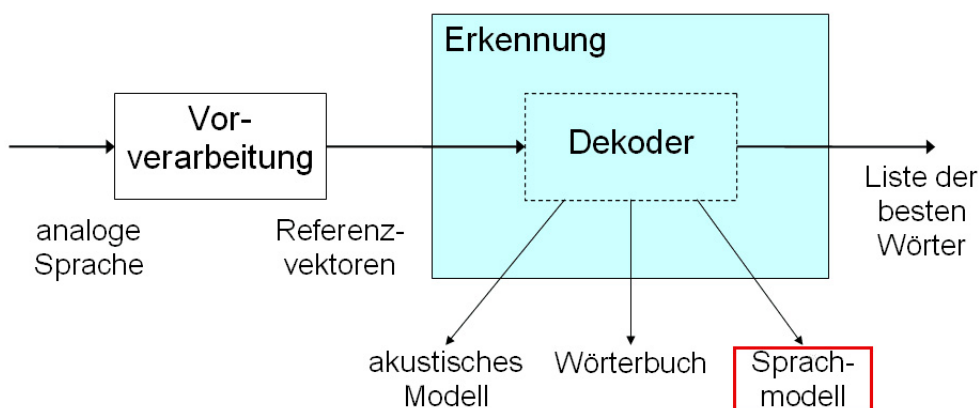 Erkennung
Vor-
verarbeitung
Dekoder
analoge
Sprache
Referenz-
vektoren
Liste der
besten
Wörter
akustisches
Modell
Wörterbuch
Sprach-
modell